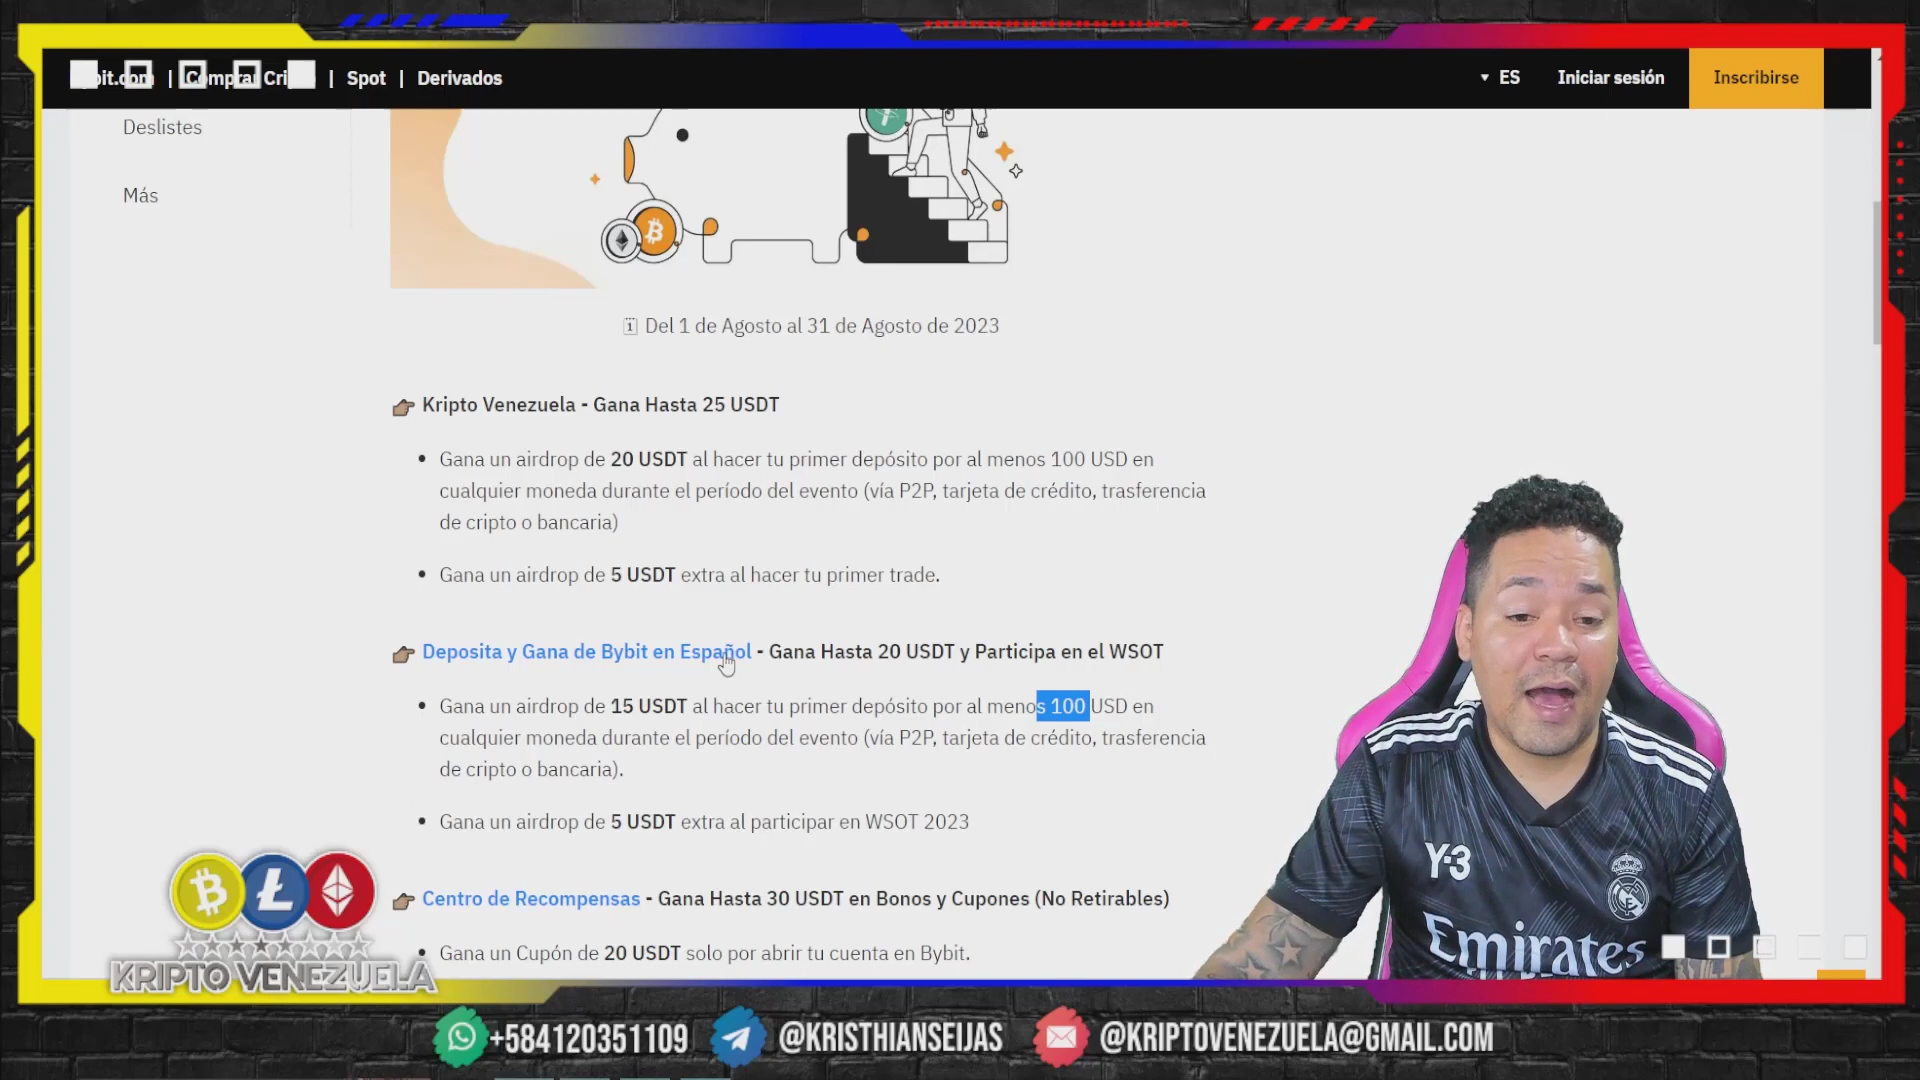 | Comprar Cri | Spot | Derivados
ES Iniciar sesión Inscribirse
Deslistes
Más
Del 1 de Agosto al 31 de Agosto de 2023
Kripto Venezuela - Gana Hasta 25 USDT
• Gana un airdrop de 20 USDT al hacer tu primer depósito por al menos 100 USD en
cualquier moneda durante el período del evento (vía P2P, tarjeta de crédito, trasferencia
de cripto o bancaria)
• Gana un airdrop de 5 USDT extra al hacer tu primer trade.
Deposita y Gana de Bybit en Español - Gana Hasta 20 USDT y Participa en el WSOT
• Gana un airdrop de 15 USDT al hacer tu primer depósito por al menos 100 USD en
cualquier moneda durante el período del evento (vía P2P, tarjeta de crédito, trasferencia
de cripto o bancaria).
• Gana un airdrop de 5 USDT extra al participar en WSOT 2023
Centro de Recompensas - Gana Hasta 30 USDT en Bonos y Cupones (No Retirables)
• Gana un Cupón de 20 USDT solo por abrir tu cuenta en Bybit.
KRIPTO VENEZUELA
Y-3
Emirates
+584120351109 @KRISTHIANSEIJAS @KRIPTOVENEZUELA@GMAIL.COM